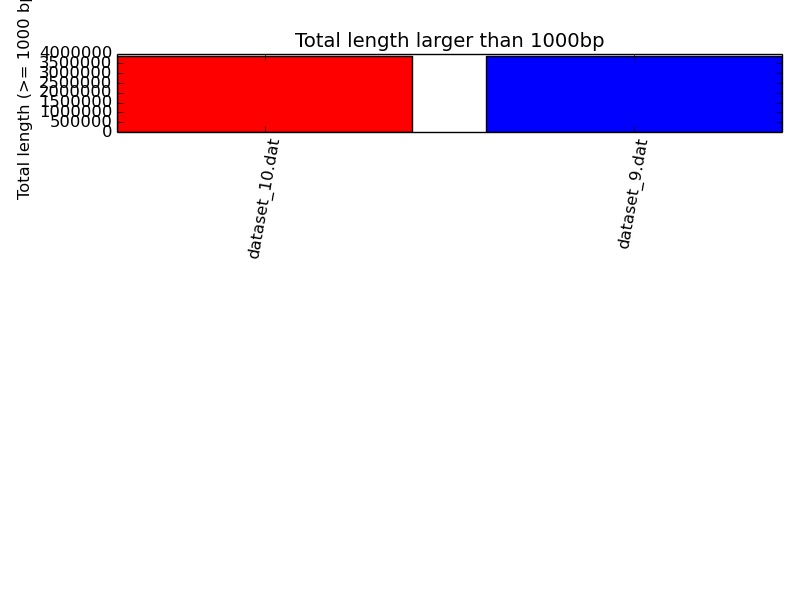 Total length larger than 1000bp
Total length (>= 1000 bp
4000000
3500000
3000000
2500000
2000000
1500000
1000000
500000
0
dataset_10.dat
dataset_9.dat